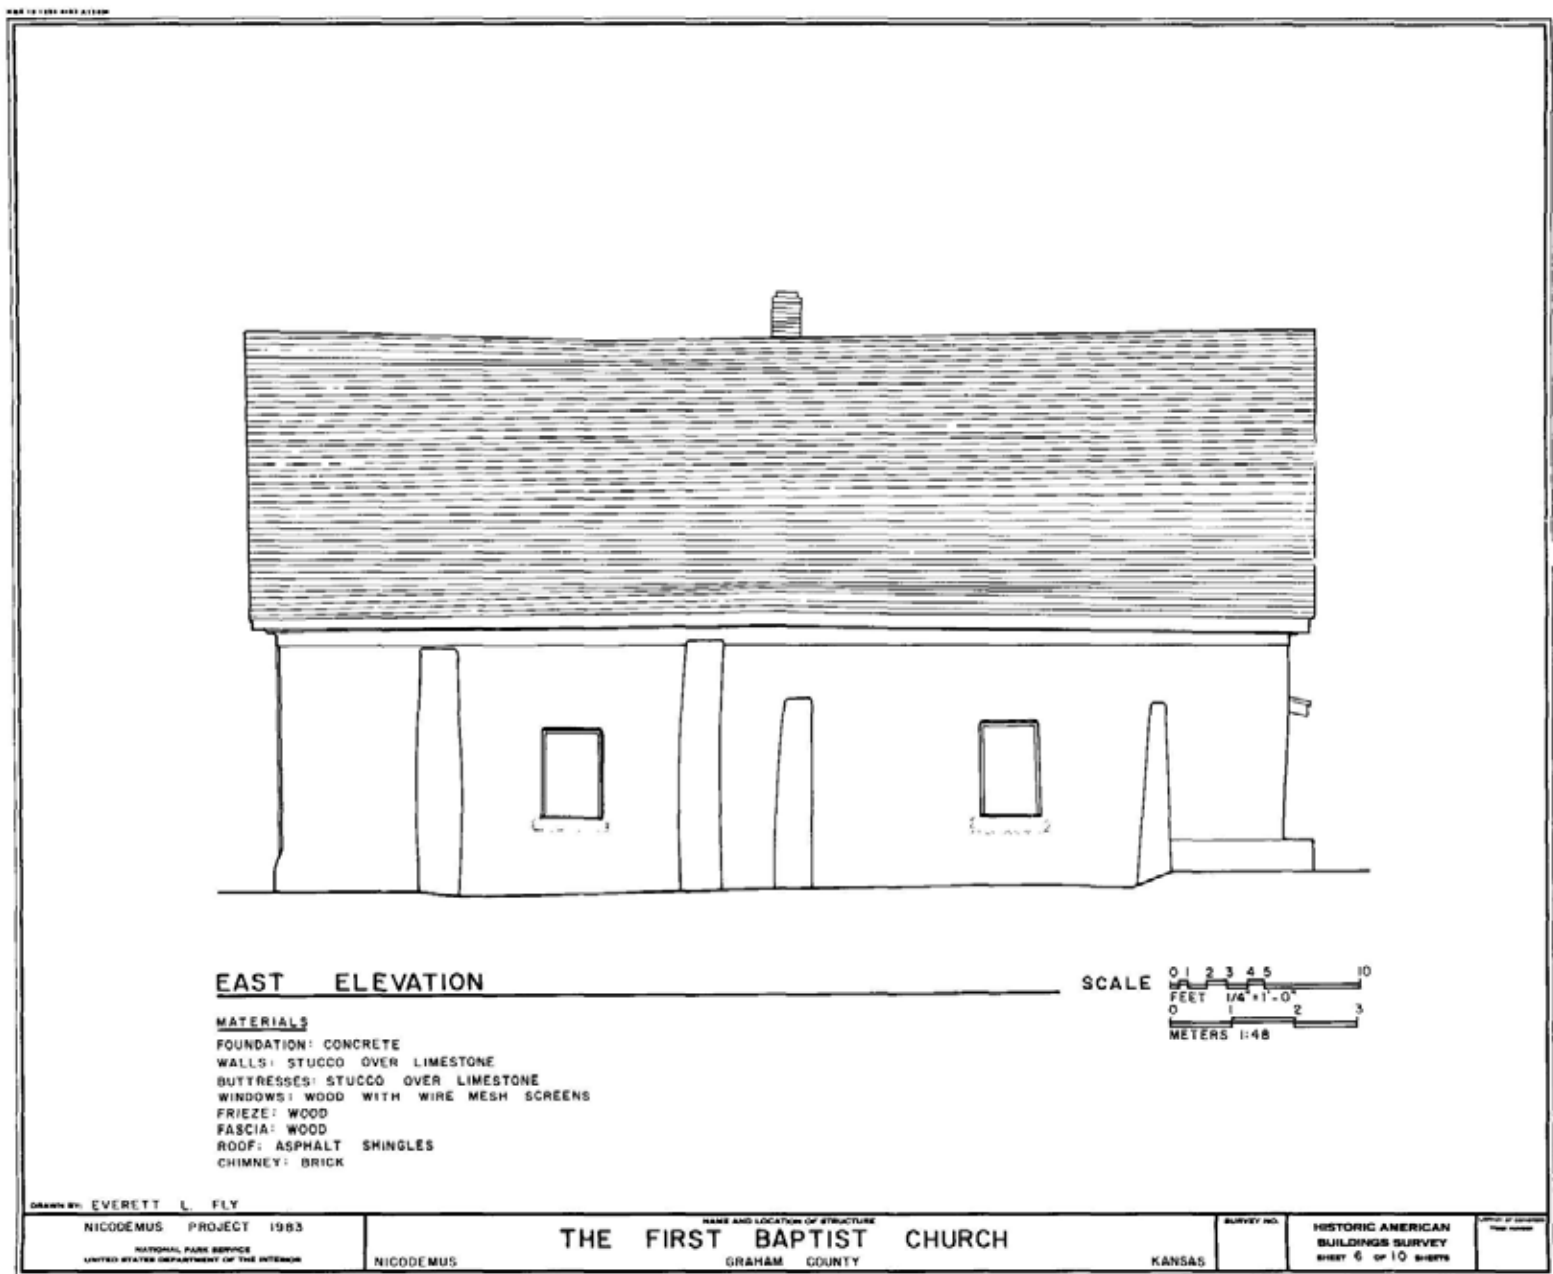 EAST ELEVATION
SCALE
0 1 2 3 4 5 10
FEET 1/4"=1'-0"
0 1 2 3
METERS 1:48
MATERIALS
FOUNDATION: CONCRETE
WALLS: STUCCO OVER LIMESTONE
BUTTRESSES: STUCCO OVER LIMESTONE
WINDOWS: WOOD WITH WIRE MESH SCREENS
FRIEZE: WOOD
FASCIA: WOOD
ROOF: ASPHALT SHINGLES
CHIMNEY: BRICK
DRAWN BY: EVERETT L. FLY
NICODEMUS PROJECT 1983
NATIONAL PARK SERVICE
UNITED STATES DEPARTMENT OF THE INTERIOR
NAME AND LOCATION OF STRUCTURE
THE FIRST BAPTIST CHURCH
NICODEMUS GRAHAM COUNTY KANSAS
SURVEY NO.
HISTORIC AMERICAN
BUILDINGS SURVEY
SHEET 6 OF 10 SHEETS